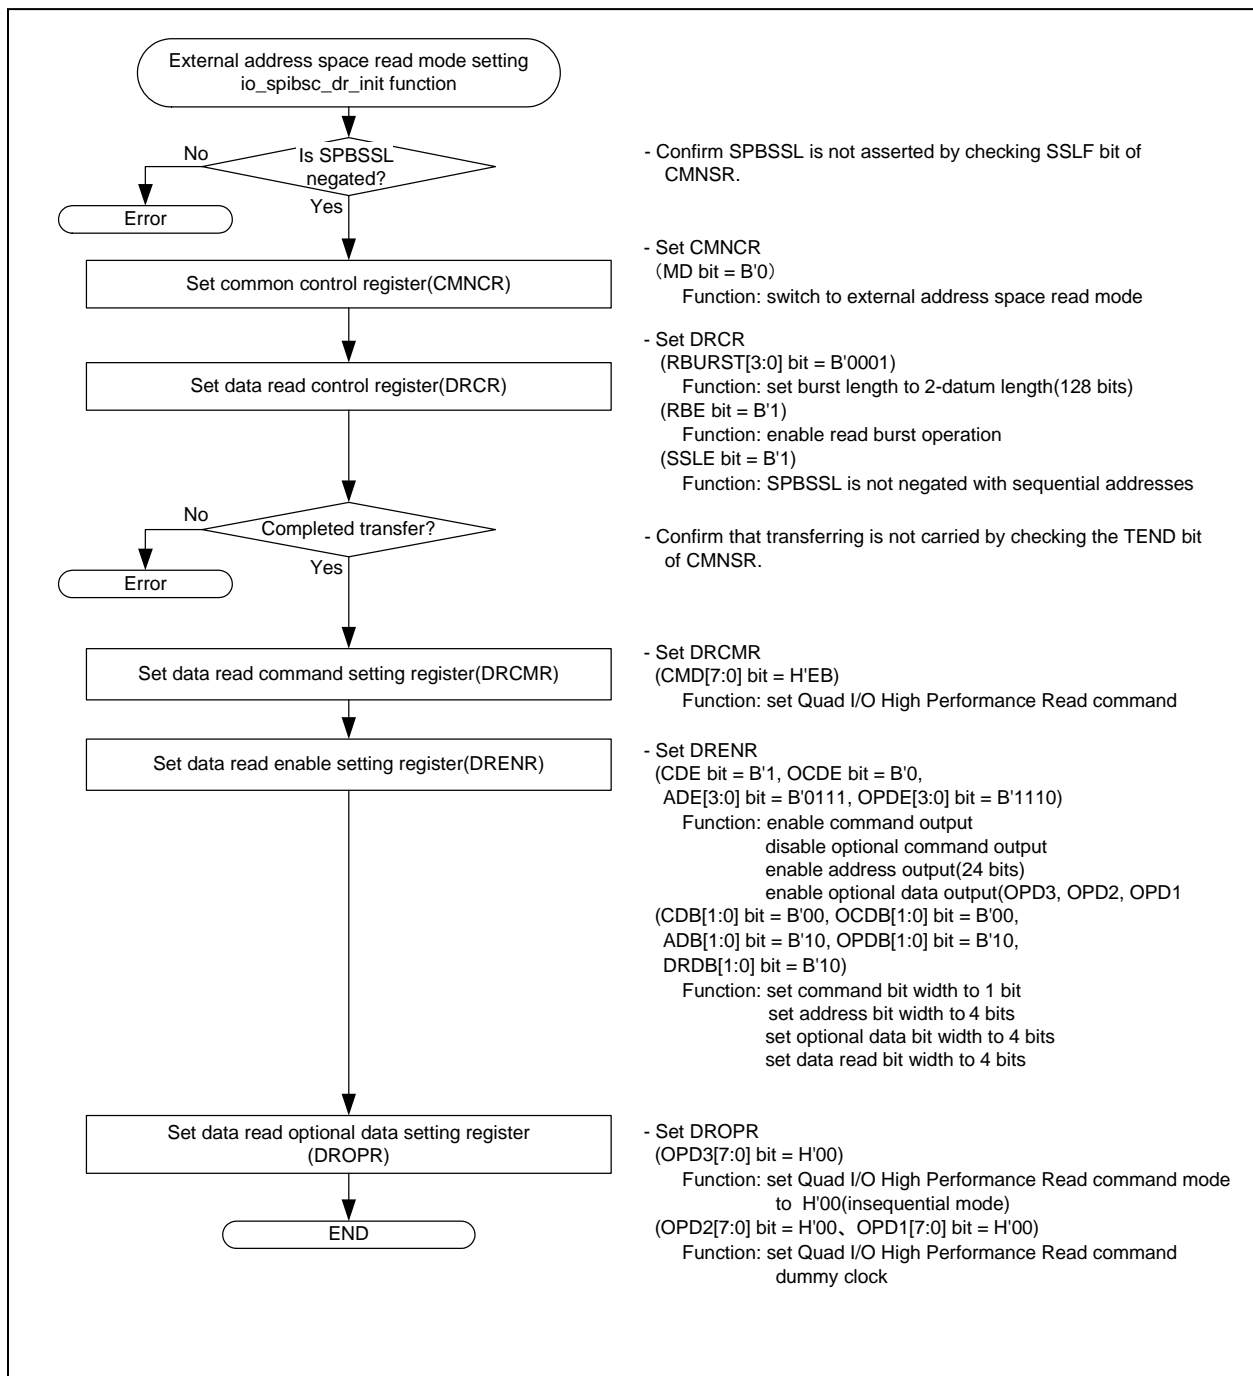 External address space read mode setting
io_spibsc_dr_init function
No
Is SPBSSL
negated?
- Confirm SPBSSL is not asserted by checking SSLF bit of
CMNSR.
Error
Yes
Set common control register(CMNCR)
- Set CMNCR
（MD bit = B'0）
Function: switch to external address space read mode
Set data read control register(DRCR)
- Set DRCR
(RBURST[3:0] bit = B'0001)
Function: set burst length to 2-datum length(128 bits)
(RBE bit = B'1)
Function: enable read burst operation
(SSLE bit = B'1)
Function: SPBSSL is not negated with sequential addresses
No
Completed transfer?
- Confirm that transferring is not carried by checking the TEND bit
of CMNSR.
Error
Yes
Set data read command setting register(DRCMR)
- Set DRCMR
(CMD[7:0] bit = H'EB)
Function: set Quad I/O High Performance Read command
Set data read enable setting register(DRENR)
- Set DRENR
(CDE bit = B'1, OCDE bit = B'0,
ADE[3:0] bit = B'0111, OPDE[3:0] bit = B'1110)
Function: enable command output
disable optional command output
enable address output(24 bits)
enable optional data output(OPD3, OPD2, OPD1
(CDB[1:0] bit = B'00, OCDB[1:0] bit = B'00,
ADB[1:0] bit = B'10, OPDB[1:0] bit = B'10,
DRDB[1:0] bit = B'10)
Function: set command bit width to 1 bit
set address bit width to 4 bits
set optional data bit width to 4 bits
set data read bit width to 4 bits
Set data read optional data setting register
(DROPR)
- Set DROPR
(OPD3[7:0] bit = H'00)
Function: set Quad I/O High Performance Read command mode
to H'00(insequential mode)
(OPD2[7:0] bit = H'00、OPD1[7:0] bit = H'00)
Function: set Quad I/O High Performance Read command
dummy clock
END